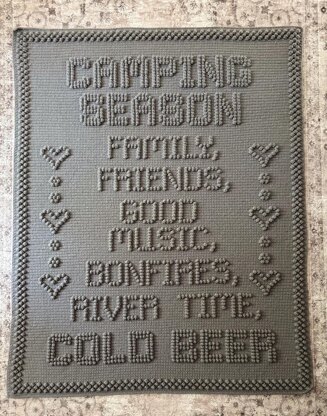 CAMPING
SEASON
FAMILY,
FRIENDS,
GOOD
MUSIC,
BONFIRES,
RIVER TIME,
COLD BEER